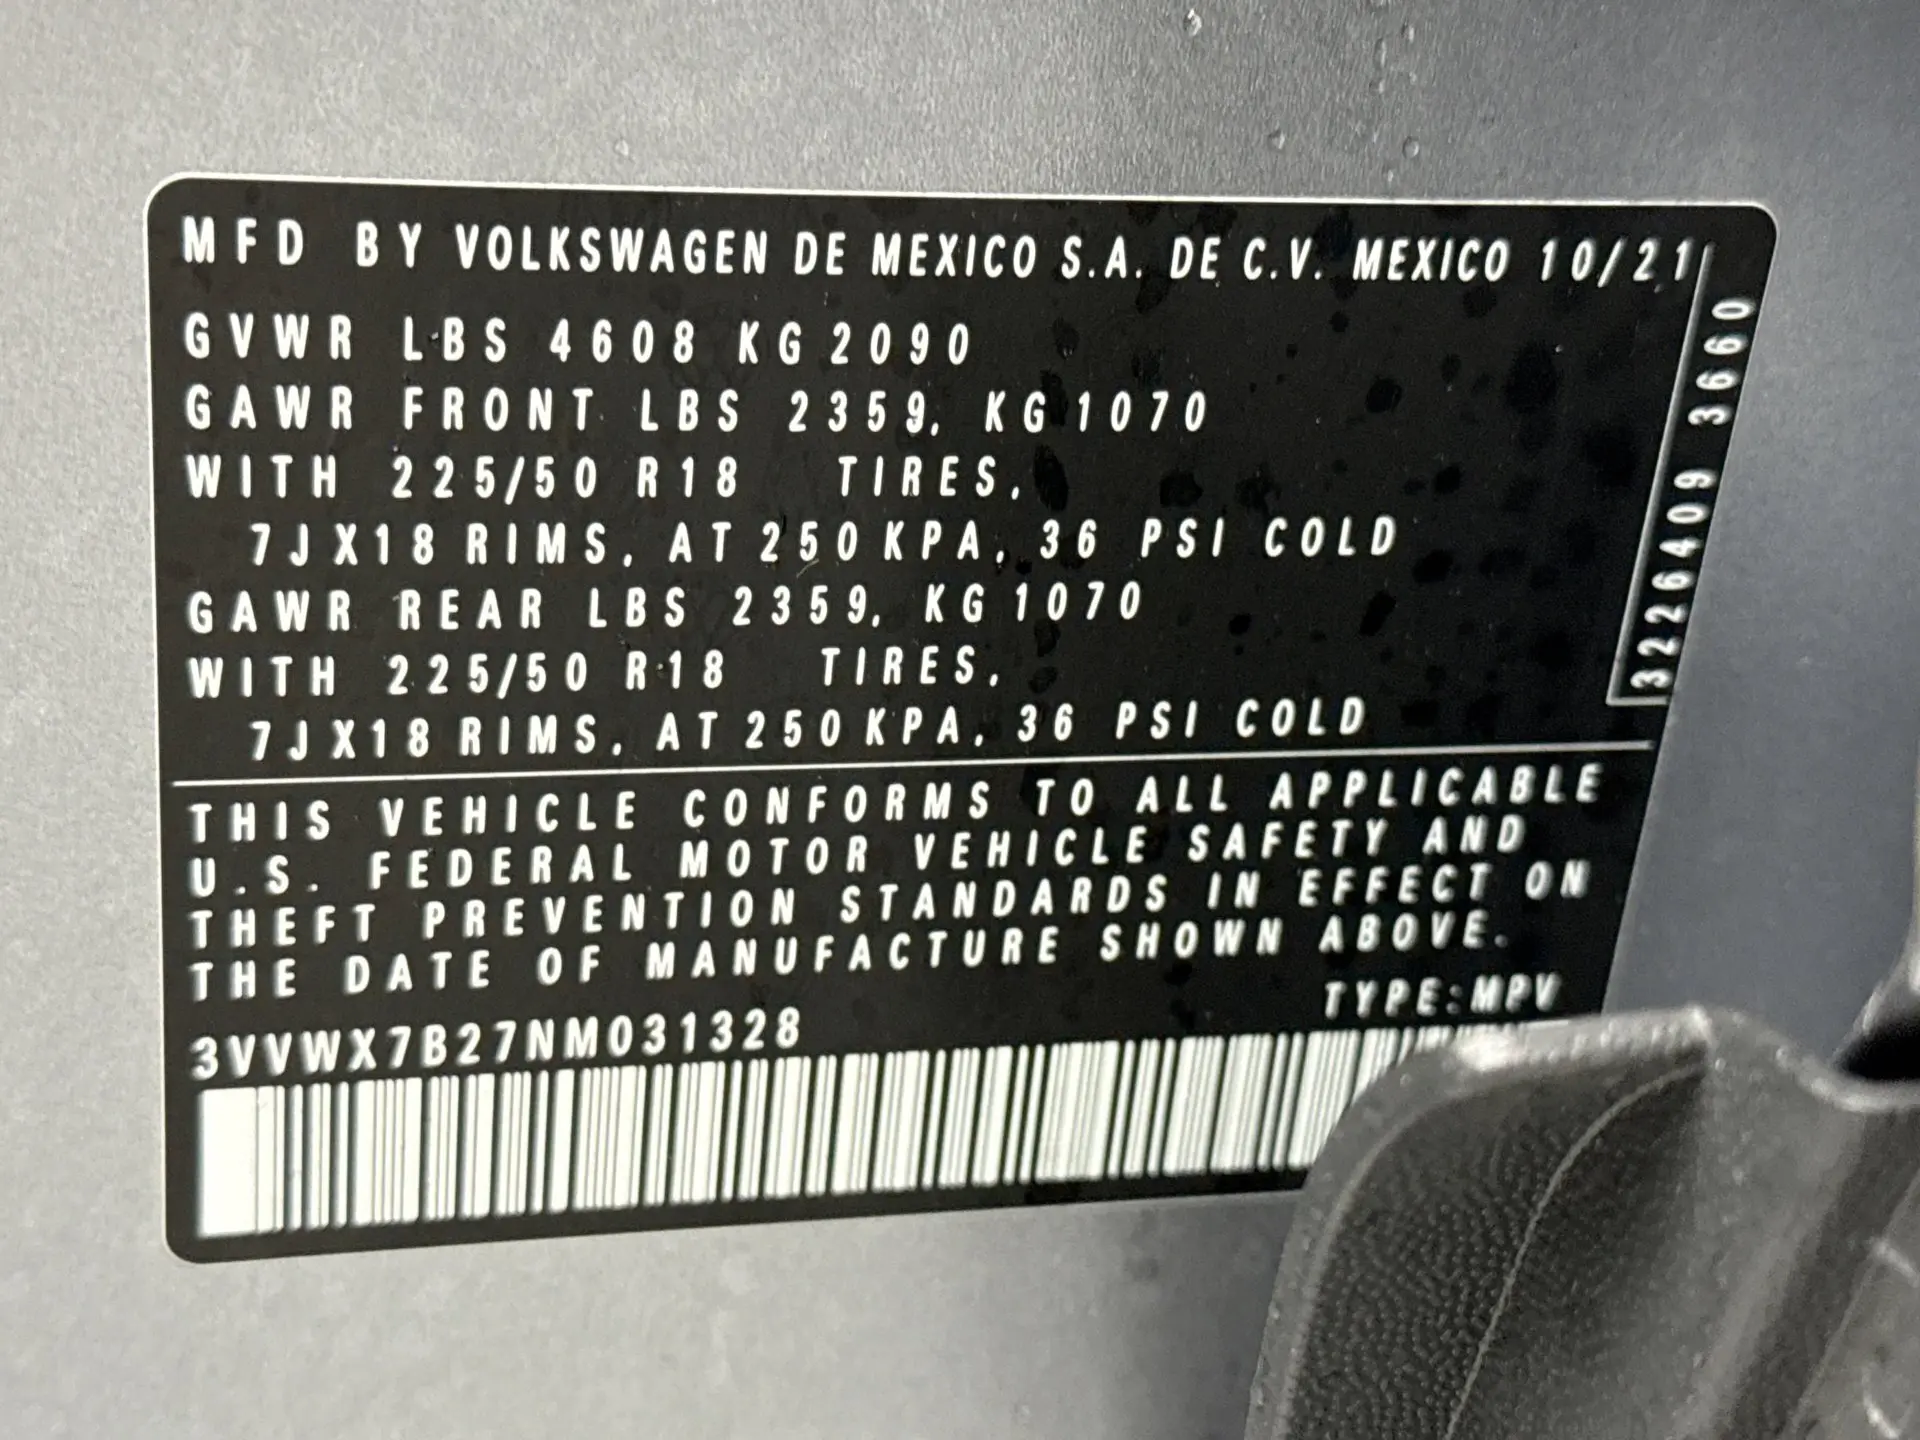 MFD BY VOLKSWAGEN DE MEXICO S.A. DE C.V. MEXICO 10/21
GVWR LBS 4608 KG 2090
GAWR FRONT LBS 2359, KG 1070
WITH 225/50 R18 TIRES,
7JX18 RIMS, AT 250 KPA, 36 PSI COLD
GAWR REAR LBS 2359, KG 1070
WITH 225/50 R18 TIRES,
7JX18 RIMS, AT 250 KPA, 36 PSI COLD
3226409 3660
THIS VEHICLE CONFORMS TO ALL APPLICABLE
U.S. FEDERAL MOTOR VEHICLE SAFETY AND
THEFT PREVENTION STANDARDS IN EFFECT ON
THE DATE OF MANUFACTURE SHOWN ABOVE.
TYPE:MPV
3VVWX7B27NM031328